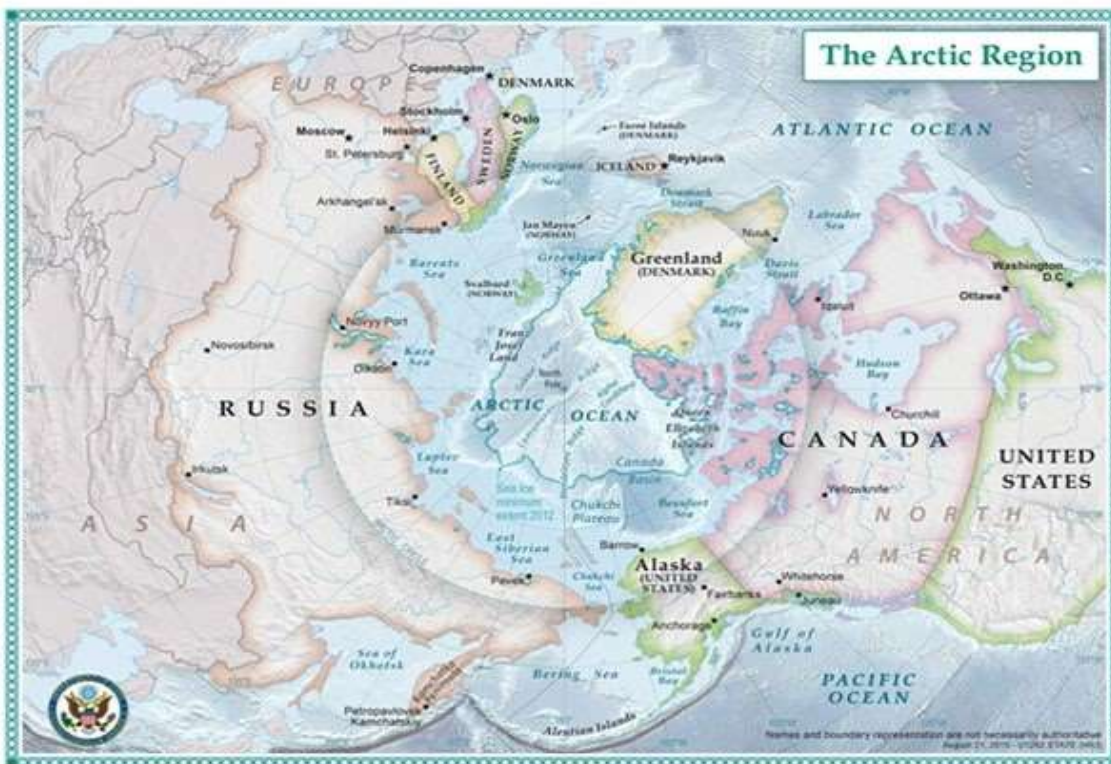 The Arctic Region
EUROPE
Copenhagen
DENMARK
Stockholm
Oslo
Moscow
Helsinki
St. Petersburg
FINLAND
SWEDEN
NORWAY
Norwegian
Sea
Faroe Islands
(DENMARK)
ATLANTIC OCEAN
ICELAND
Reykjavik
Denmark
Strait
Arkhangel'sk
Murmansk
Jan Mayen
(NORWAY)
Greenland
Sea
Labrador
Sea
Nuuk
Greenland
(DENMARK)
Davis
Strait
Washington
D.C.
Ottawa
Barents
Sea
Svalbard
(NORWAY)
Iqaluit
Baffin
Bay
Novyy Port
Franz
Josef
Land
Novosibirsk
Kara
Sea
Dikson
North
Pole
Hudson
Bay
RUSSIA
ARCTIC
OCEAN
Queen
Elizabeth
Islands
Churchill
CANADA
UNITED
STATES
Irkutsk
Laptev
Sea
Canada
Basin
Tiksi
Sea Ice
minimum
extent 2012
Chukchi
Plateau
Beaufort
Sea
Yellowknife
ASIA
NORTH
AMERICA
East
Siberian
Sea
Barrow
Pevek
Chukchi
Sea
Alaska
(UNITED
STATES)
Fairbanks
Whitehorse
Juneau
Anchorage
Gulf of
Alaska
Sea of
Okhotsk
Bering Sea
Bristol
Bay
PACIFIC
OCEAN
Petropavlovsk
Kamchatskiy
Aleutian Islands
Names and boundary representation are not necessarily authoritative